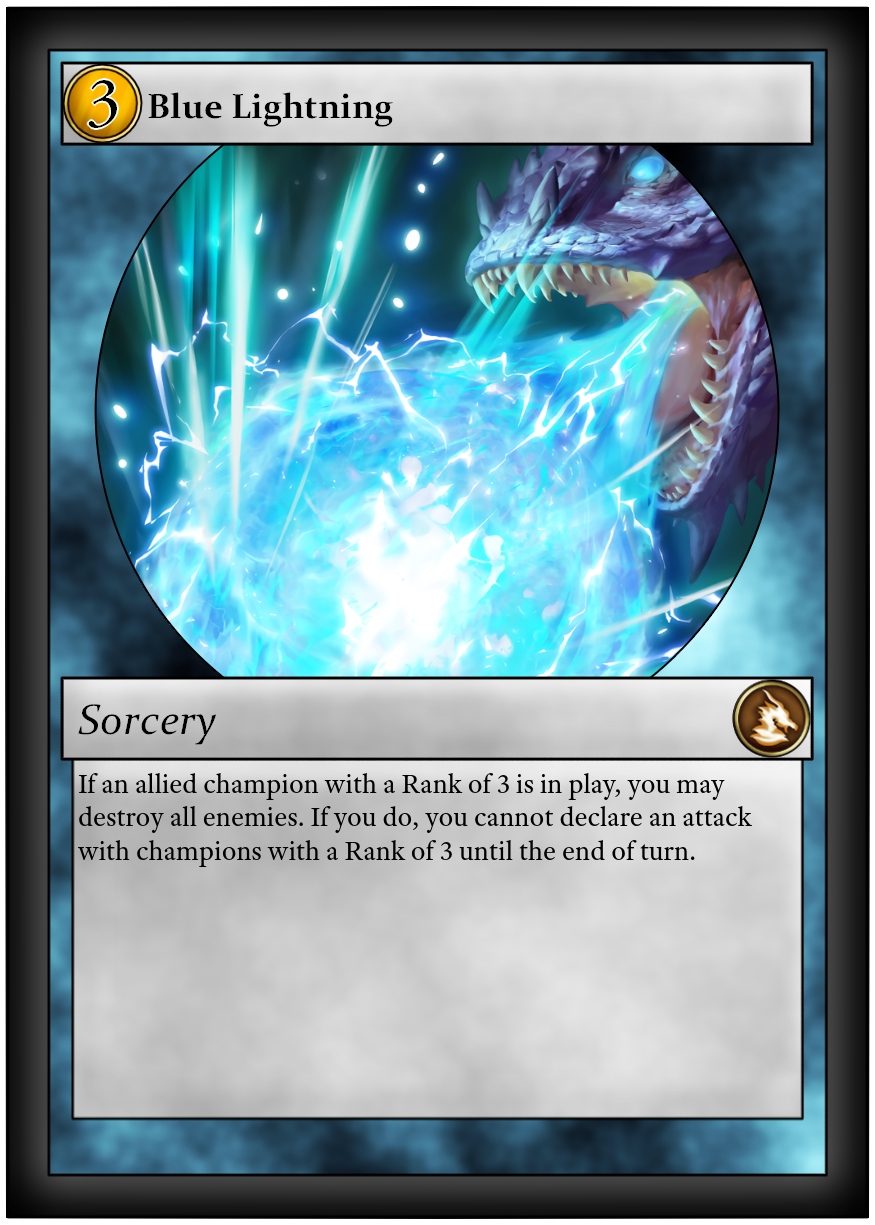 3 Blue Lightning
Sorcery
If an allied champion with a Rank of 3 is in play, you may
destroy all enemies. If you do, you cannot declare an attack
with champions with a Rank of 3 until the end of turn.